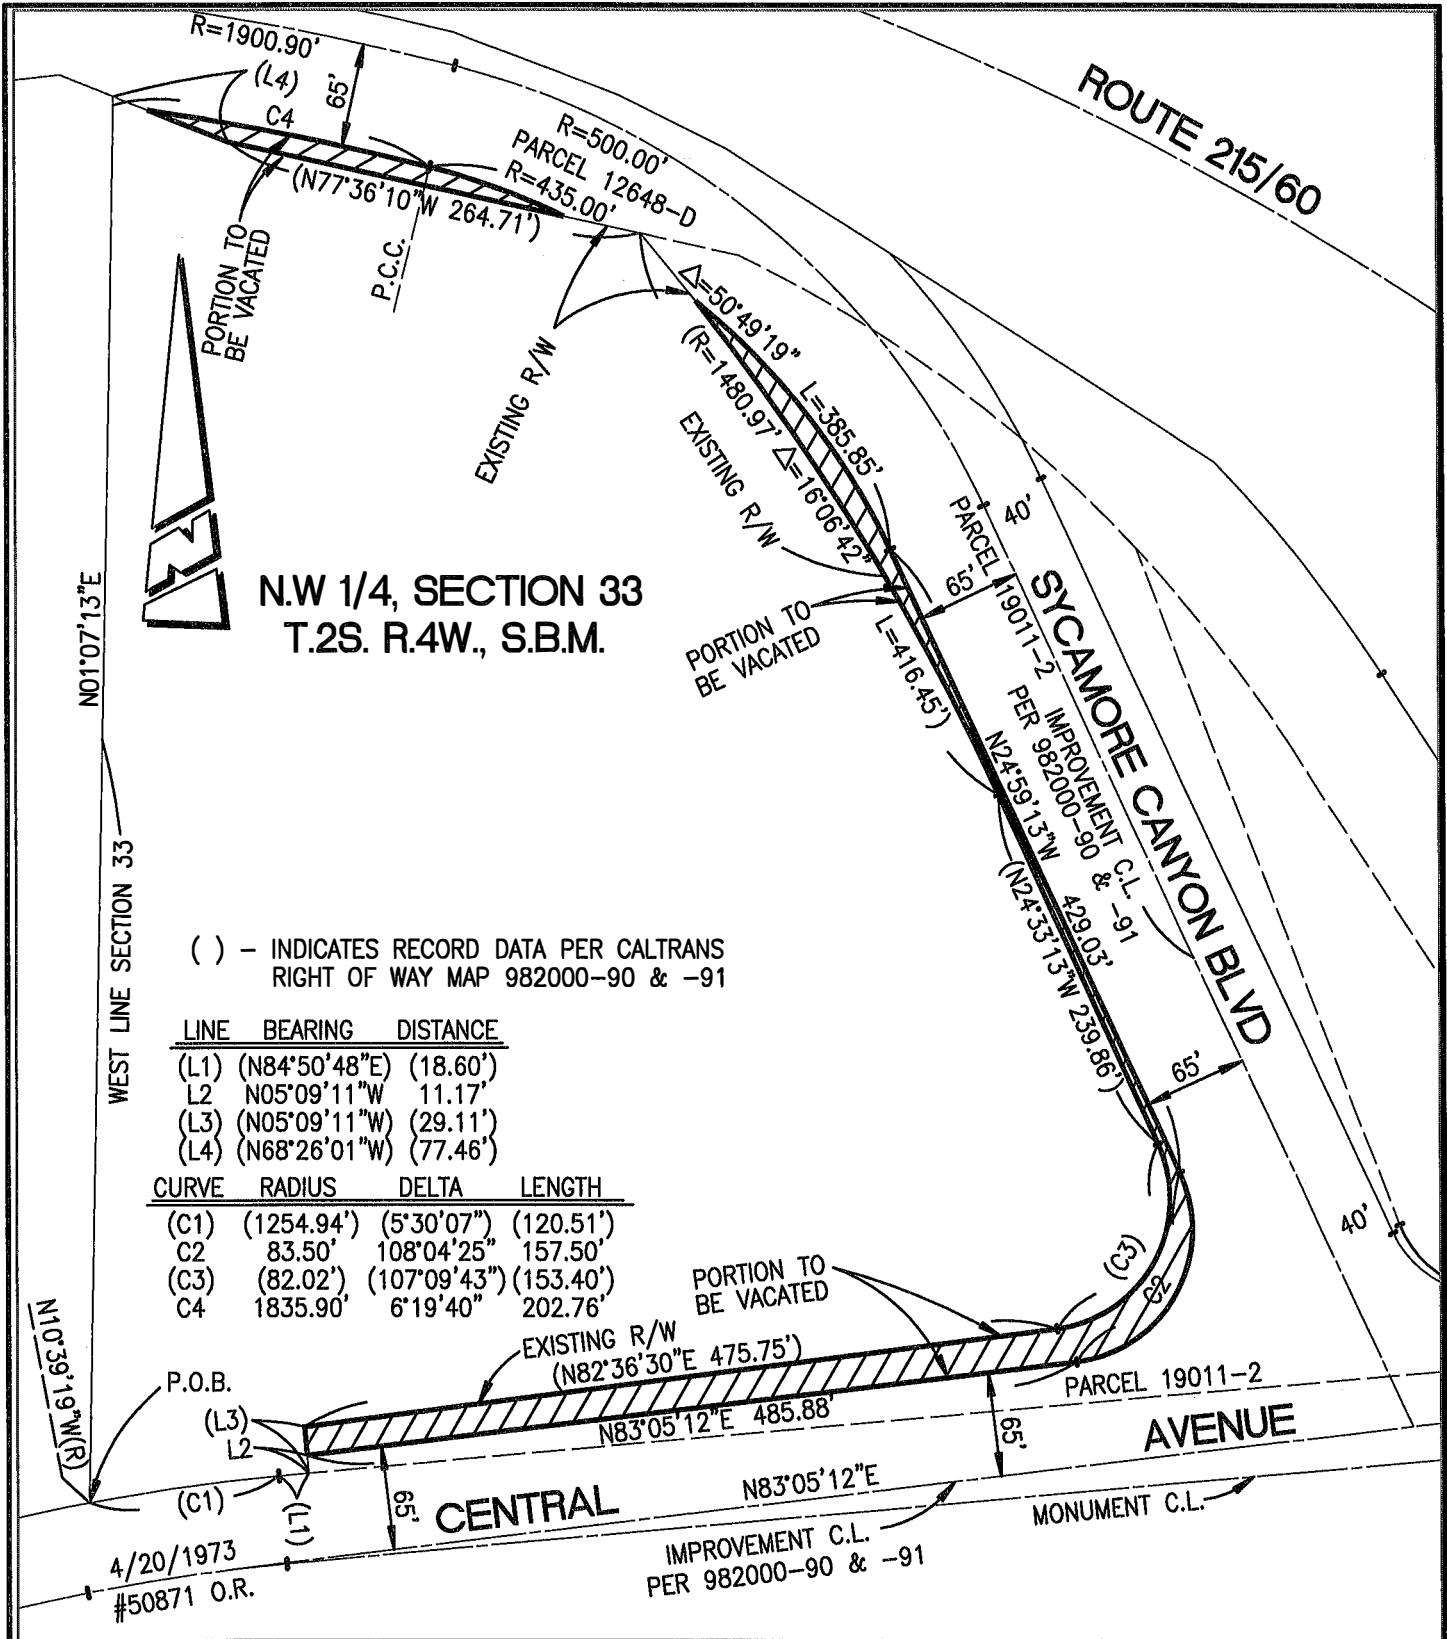 R=1900.90'
(L4)
C4
65'
R=500.00'
PARCEL 12648-D
R=435.00'
(N77°36'10"W 264.71')
ROUTE 215/60
PORTION TO
BE VACATED
P.C.C.
EXISTING R/W
Δ=50°49'19"
L=385.85'
(R=1480.97' Δ=16°06'42"
L=416.45')
EXISTING R/W
PORTION TO
BE VACATED
65'
40'
PARCEL 19011-2
SYCAMORE CANYON BLVD
IMPROVEMENT C.L.
PER 982000-90 & -91
N24°59'13"W 429.03'
(N24°33'13"W 239.86')
65'
40'
N
N.W 1/4, SECTION 33
T.2S. R.4W., S.B.M.
N01°07'13"E
WEST LINE SECTION 33
( ) - INDICATES RECORD DATA PER CALTRANS
RIGHT OF WAY MAP 982000-90 & -91
LINE BEARING DISTANCE
(L1) (N84°50'48"E) (18.60')
L2 N05°09'11"W 11.17'
(L3) (N05°09'11"W) (29.11')
(L4) (N68°26'01"W) (77.46')
CURVE RADIUS DELTA LENGTH
(C1) (1254.94') (5°30'07") (120.51')
C2 83.50' 108°04'25" 157.50'
(C3) (82.02') (107°09'43") (153.40')
C4 1835.90' 6°19'40" 202.76'
(C3)
C2
PORTION TO
BE VACATED
EXISTING R/W
(N82°36'30"E 475.75')
N83°05'12"E 485.88'
PARCEL 19011-2
N10°39'19"W(R)
P.O.B.
(L3)
L2
(C1)
(L1)
65'
65'
CENTRAL AVENUE
N83°05'12"E
MONUMENT C.L.
IMPROVEMENT C.L.
PER 982000-90 & -91
4/20/1973
#50871 O.R.